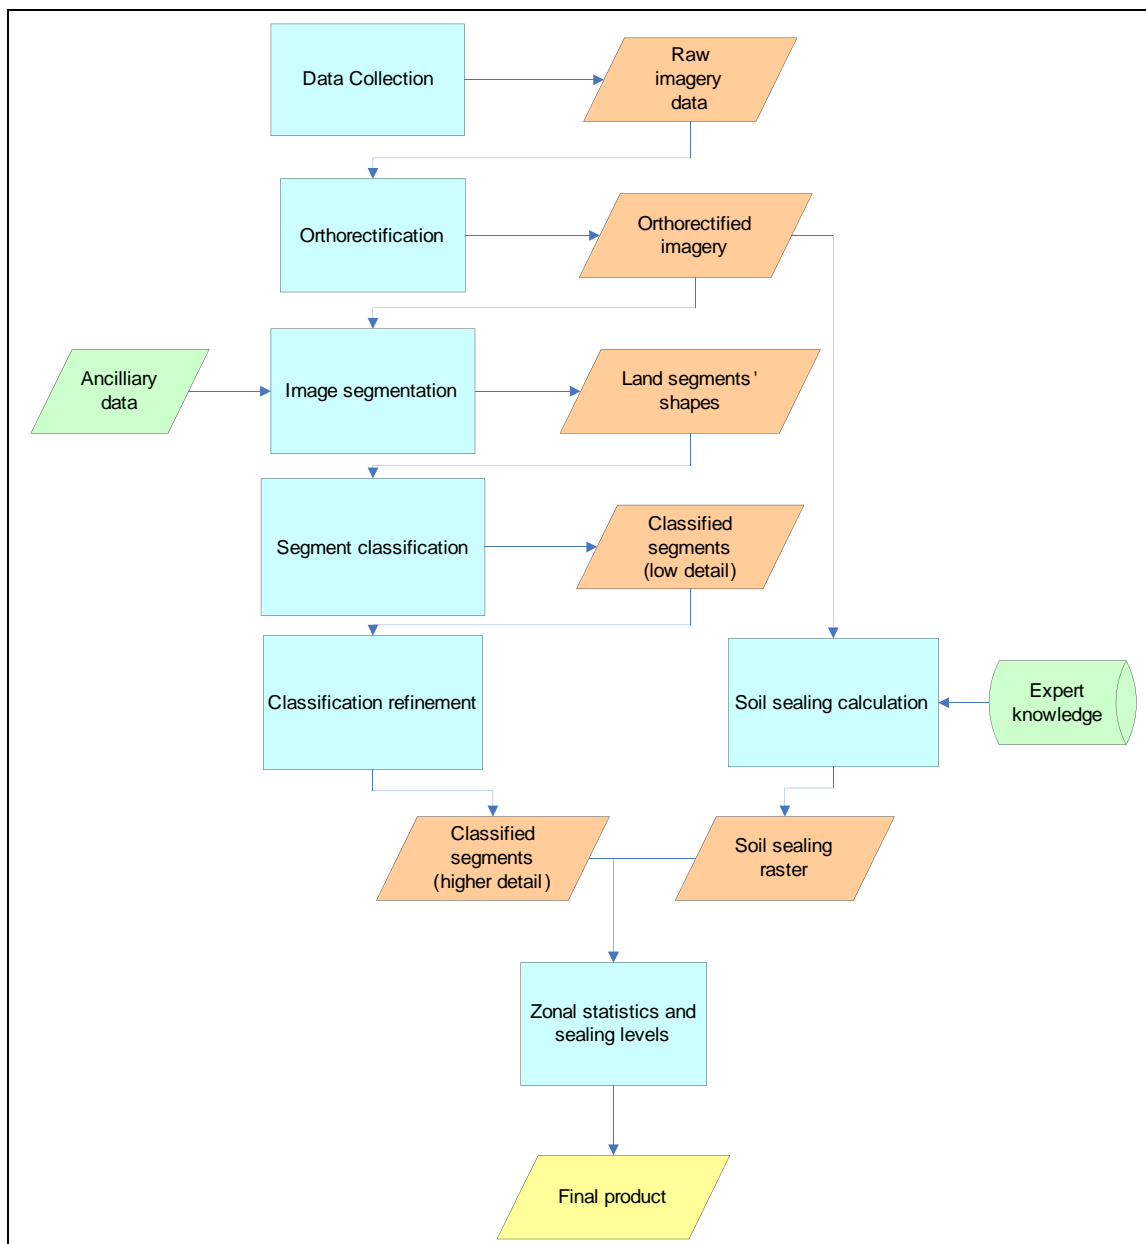 Data Collection
Raw
imagery
data
Orthorectification
Orthorectified
imagery
Ancilliary
data
Image segmentation
Land segments’
shapes
Segment classification
Classified
segments
(low detail)
Classification refinement
Soil sealing calculation
Expert
knowledge
Classified
segments
(higher detail)
Soil sealing
raster
Zonal statistics and
sealing levels
Final product